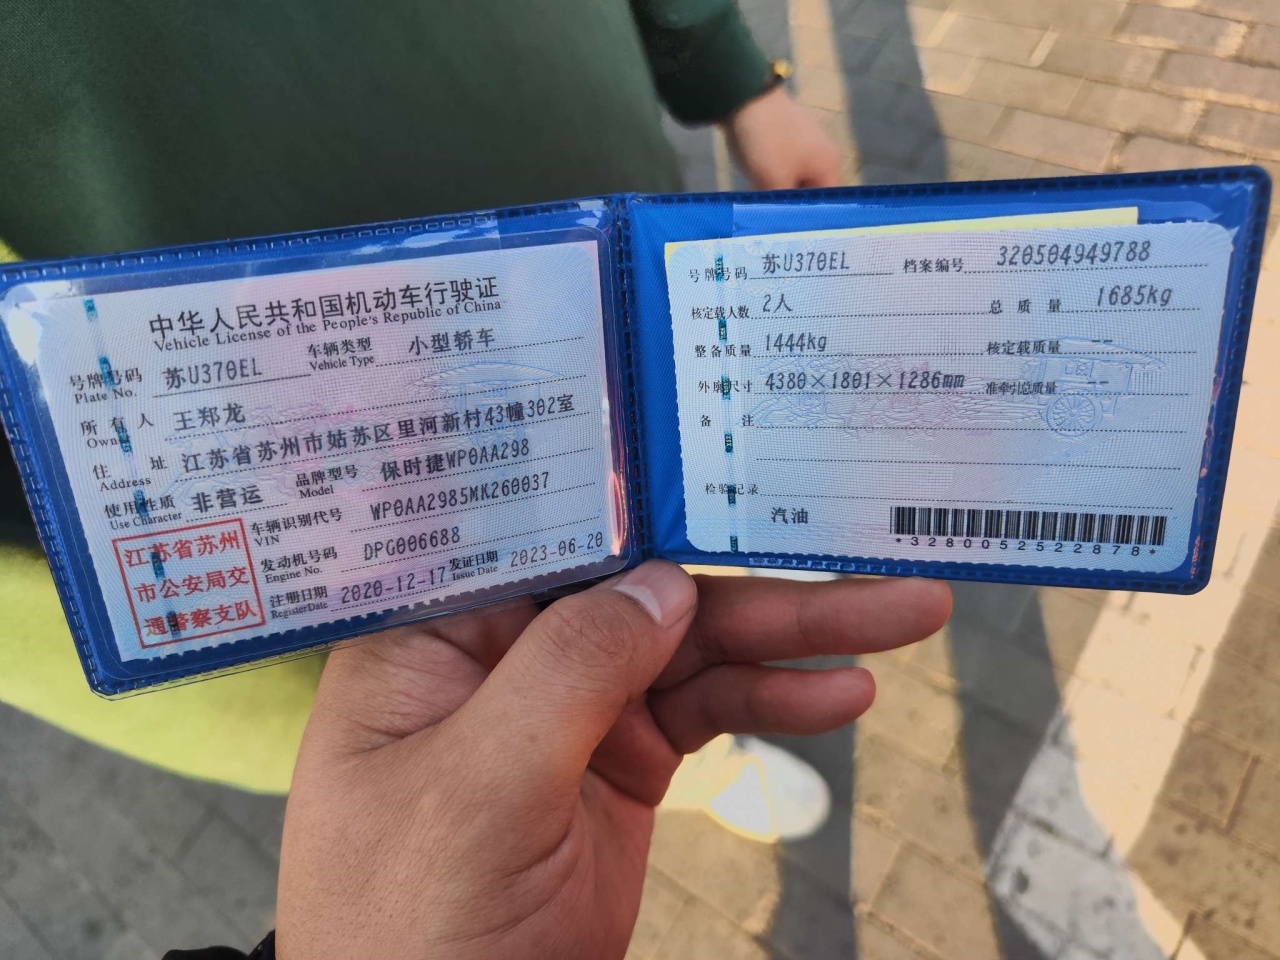 中华人民共和国机动车行驶证
Vehicle License of the People's Republic of China
号牌号码 苏U370EL 车辆类型 小型轿车
Plate No. Vehicle Type
所有人 王郑龙
Owner
住址 江苏省苏州市姑苏区里河新村43幢302室
Address
使用性质 非营运 品牌型号 保时捷WP0AA298
Use Character Model
车辆识别代号 WP0AA2985MK260037
VIN
发动机号码 DPG006688
Engine No.
注册日期 2020-12-17 发证日期 2023-06-20
Register Date Issue Date
江苏省苏州
市公安局交
通警察支队
号牌号码 苏U370EL 档案编号 320504949788
核定载人数 2人 总质量 1685kg
整备质量 1444kg 核定载质量 --
外廓尺寸 4380×1801×1286mm 准牵引总质量 --
备注
检验记录
汽油
*3280052522878*